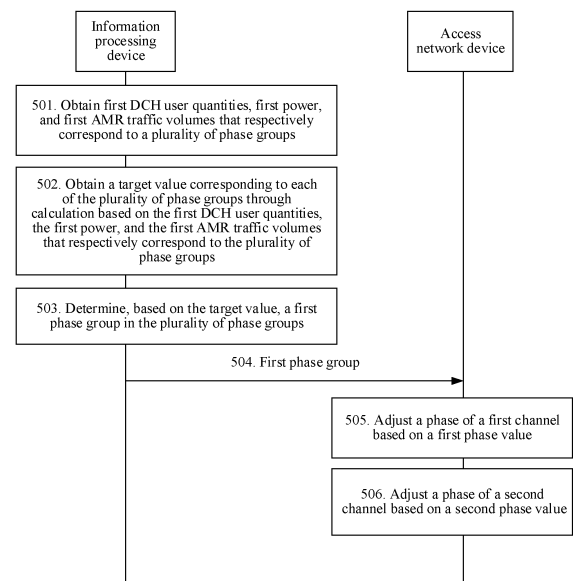 Information
processing
device
Access
network device
501. Obtain first DCH user quantities, first power,
and first AMR traffic volumes that respectively
correspond to a plurality of phase groups
502. Obtain a target value corresponding to each
of the plurality of phase groups through
calculation based on the first DCH user quantities,
the first power, and the first AMR traffic volumes
that respectively correspond to the plurality of
phase groups
503. Determine, based on the target value, a first
phase group in the plurality of phase groups
504. First phase group
505. Adjust a phase of a first channel
based on a first phase value
506. Adjust a phase of a second
channel based on a second phase value